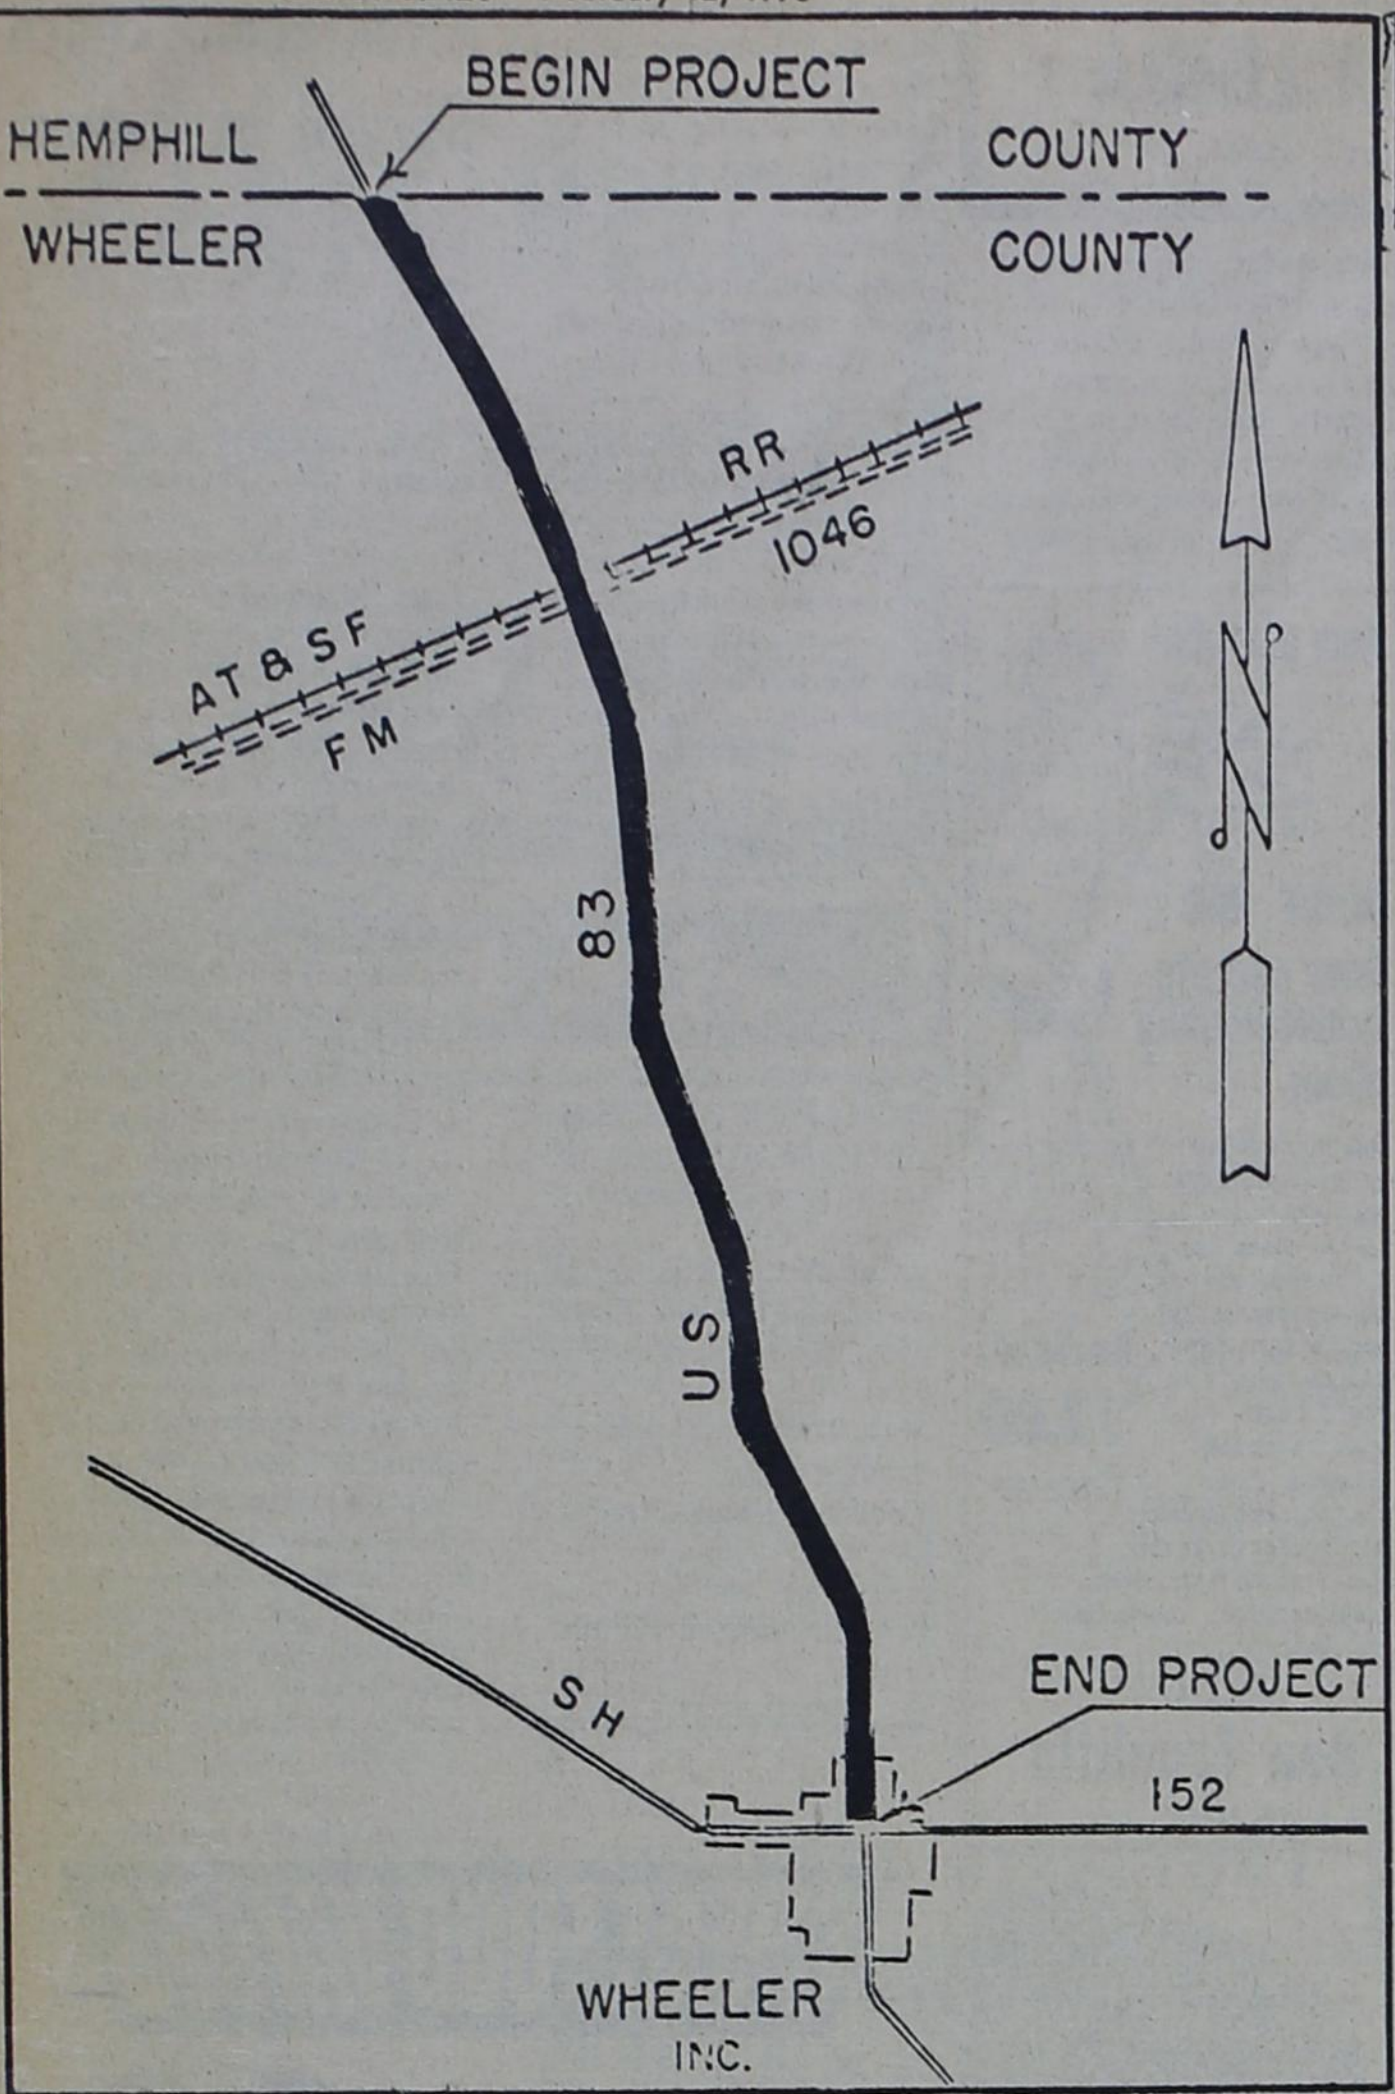 BEGIN PROJECT
HEMPHILL COUNTY
WHEELER COUNTY
RR
1046
AT & SF
FM
N
83
US
SH
END PROJECT
152
WHEELER
INC.